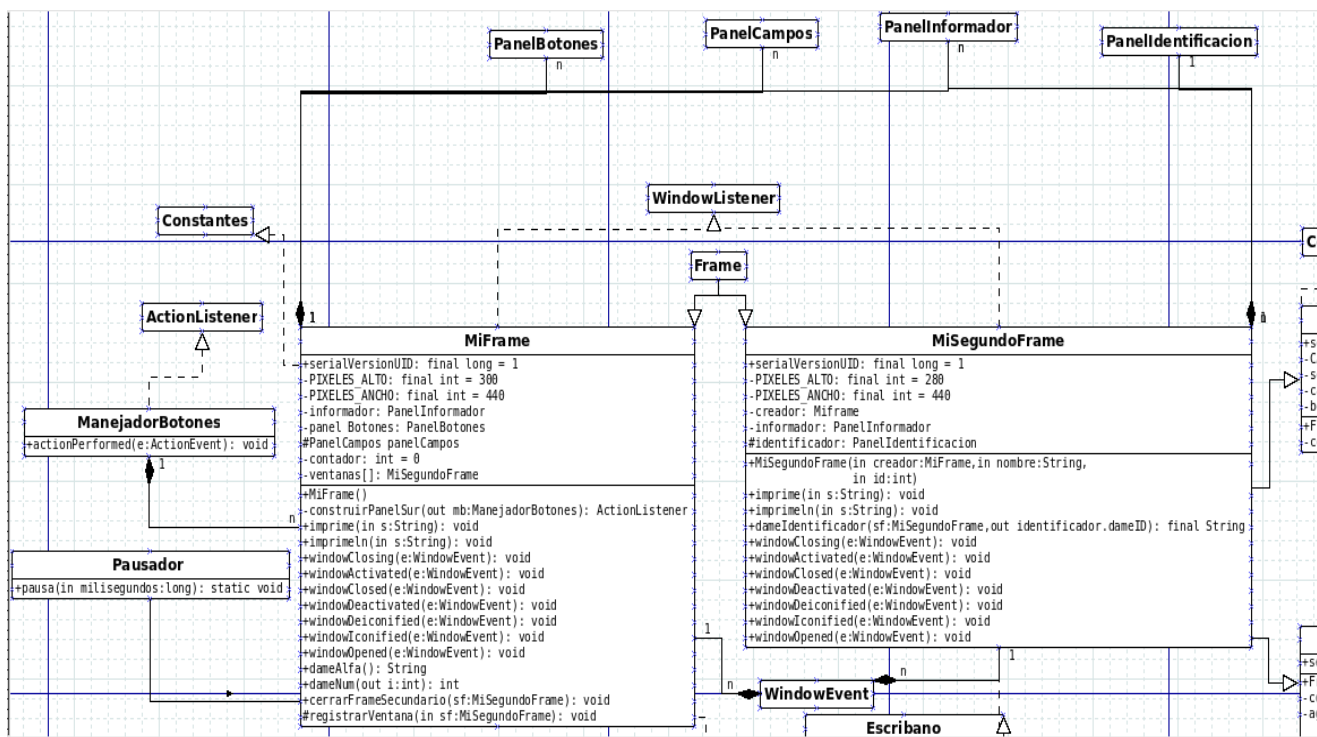 PanelBotones
n
PanelCampos
n
PanelInformador
n
PanelIdentificacion
1
WindowListener
Constantes
Frame
ActionListener
1
MiFrame
+serialVersionUID: final long = 1
-PIXELES_ALTO: final int = 300
-PIXELES_ANCHO: final int = 440
-informador: PanelInformador
-panel Botones: PanelBotones
#PanelCampos panelCampos
-contador: int = 0
-ventanas[]: MiSegundoFrame
+MiFrame()
-construirPanelSur(out mb:ManejadorBotones): ActionListener
+imprime(in s:String): void
+imprimeln(in s:String): void
+windowClosing(e:WindowEvent): void
+windowActivated(e:WindowEvent): void
+windowClosed(e:WindowEvent): void
+windowDeactivated(e:WindowEvent): void
+windowDeiconified(e:WindowEvent): void
+windowIconified(e:WindowEvent): void
+windowOpened(e:WindowEvent): void
+dameAlfa(): String
+dameNum(out i:int): int
+cerrarFrameSecundario(sf:MiSegundoFrame): void
#registrarVentana(in sf:MiSegundoFrame): void
MiSegundoFrame
+serialVersionUID: final long = 1
-PIXELES_ALTO: final int = 280
-PIXELES_ANCHO: final int = 440
-creador: Miframe
-informador: PanelInformador
#identificador: PanelIdentificacion
+MiSegundoFrame(in creador:MiFrame,in nombre:String,
in id:int)
+imprime(in s:String): void
+imprimeln(in s:String): void
+dameIdentificador(sf:MiSegundoFrame,out identificador.dameID): final String
+windowClosing(e:WindowEvent): void
+windowActivated(e:WindowEvent): void
+windowClosed(e:WindowEvent): void
+windowDeactivated(e:WindowEvent): void
+windowDeiconified(e:WindowEvent): void
+windowIconified(e:WindowEvent): void
+windowOpened(e:WindowEvent): void
ManejadorBotones
+actionPerformed(e:ActionEvent): void
1
n
Pausador
+pausa(in milisegundos:long): static void
1
n
1
n
WindowEvent
Escribano